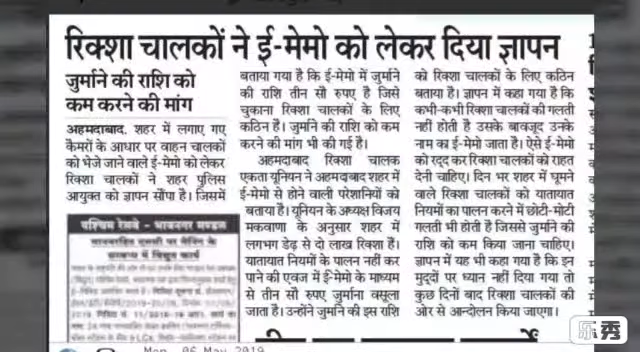 रिक्शा चालकों ने ई-मेमो को लेकर दिया ज्ञापन
जुर्माने की राशि को
कम करने की मांग
अहमदाबाद. शहर में लगाए गए
कैमरों के आधार पर वाहन चालकों
को भेजे जाने वाले ई-मेमो को लेकर
रिक्शा चालकों ने शहर पुलिस
आयुक्त को ज्ञापन सौंपा है। जिसमें
बताया गया है कि ई-मेमो में जुर्माने
की राशि तीन सौ रुपए है जिसे
चुकाना रिक्शा चालकों के लिए
कठिन है। जुर्माने की राशि को कम
करने की मांग भी की गई है।
अहमदाबाद रिक्शा चालक
एकता यूनियन ने अहमदाबाद शहर में
ई-मेमो से होने वाली परेशानियों को
बताया है। यूनियन के अध्यक्ष विजय
मकवाणा के अनुसार शहर में
लगभग डेढ़ से दो लाख रिक्शा हैं।
यातायात नियमों के पालन नहीं कर
पाने की एवज में ई-मेमो के माध्यम
से तीन सौ रुपए जुर्माना वसूला
जाता है। उन्होंने जुर्माने की इस राशि
को रिक्शा चालकों के लिए कठिन
बताया है। ज्ञापन में कहा गया है कि
कभी-कभी रिक्शा चालकों की गलती
नहीं होती है उसके बावजूद उनके
नाम का ई-मेमो जाता है। ऐसे ई-मेमो
को रद्द कर रिक्शा चालकों को राहत
देनी चाहिए। दिन भर शहर में घूमने
वाले रिक्शा चालकों को यातायात
नियमों का पालन करने में छोटी-मोटी
गलती भी होती है जिससे जुर्माने की
राशि को कम किया जाना चाहिए।
ज्ञापन में यह भी कहा गया है कि इन
मुद्दों पर ध्यान नहीं दिया गया तो
कुछ दिनों बाद रिक्शा चालकों की
ओर से आन्दोलन किया जाएगा।
पश्चिम रेलवे - भावनगर मण्डल
Mon, 06 May 2019
乐秀